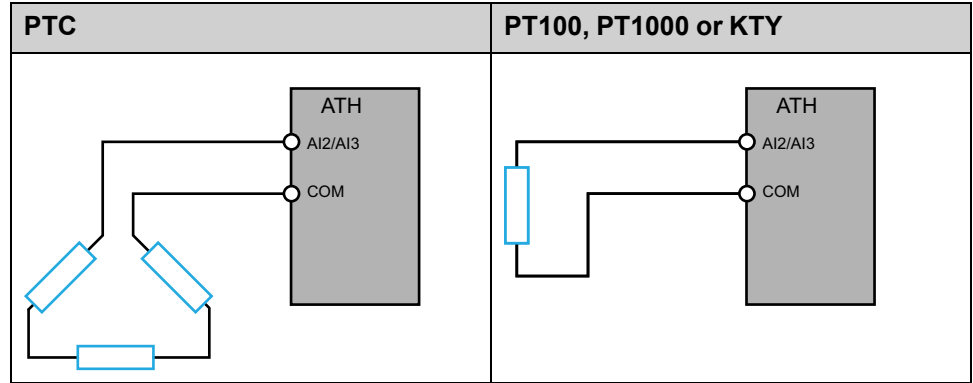 PTC
PT100, PT1000 or KTY
ATH
AI2/AI3
COM
ATH
AI2/AI3
COM